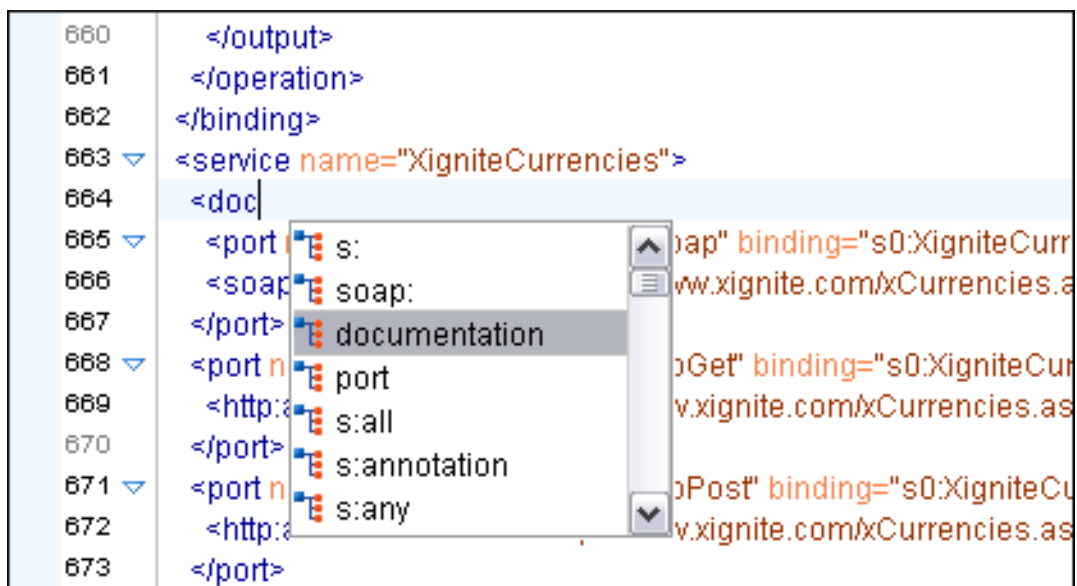 660 </output>
661 </operation>
662 </binding>
663 <service name="XigniteCurrencies">
664 <doc
665 <port s: oap" binding="s0:XigniteCurr
666 <soap soap: ww.xignite.com/xCurrencies.a
667 </port> documentation
668 <port n port oGet" binding="s0:XigniteCur
669 <http:a s:all v.xignite.com/xCurrencies.as
670 </port> s:annotation
671 <port n s:any oPost" binding="s0:XigniteCu
672 <http:a v.xignite.com/xCurrencies.as
673 </port>